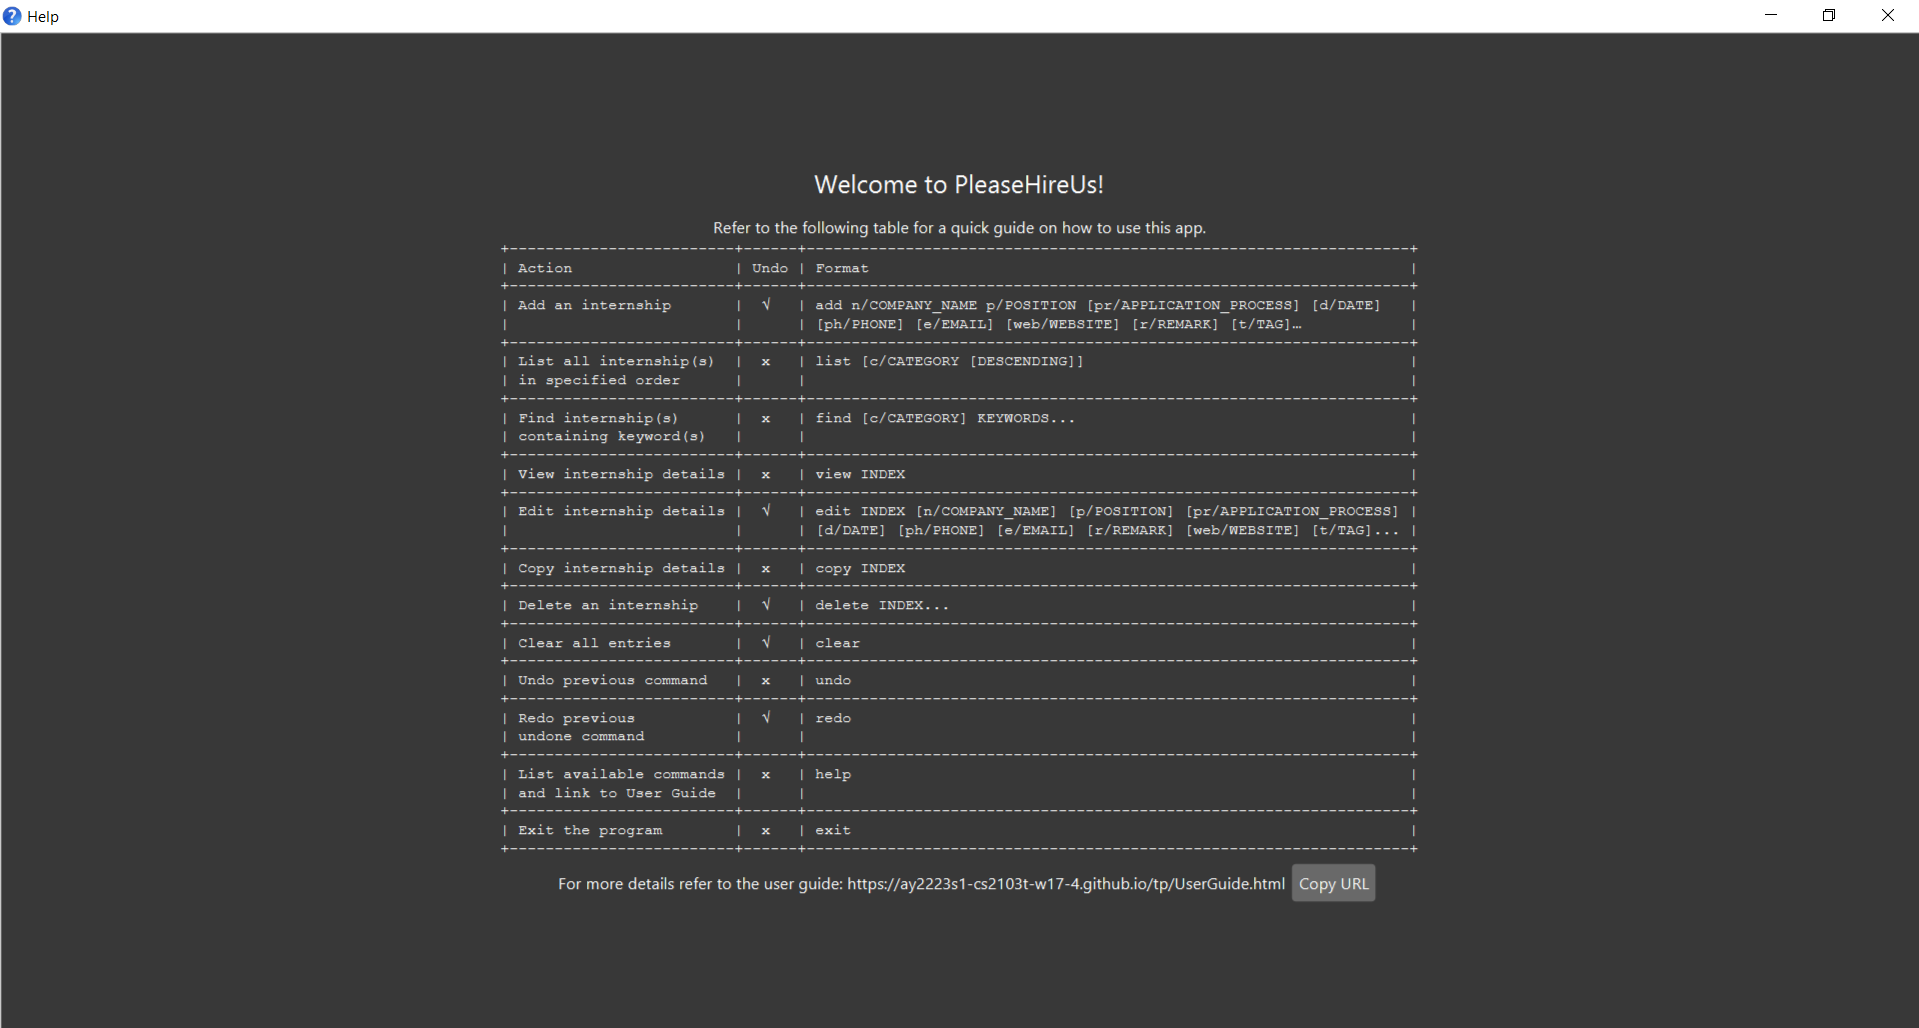 Help
Welcome to PleaseHireUs!
Refer to the following table for a quick guide on how to use this app.
+-------------------------+------+-------------------------------------------------------------------+
| Action                  | Undo | Format                                                            |
+-------------------------+------+-------------------------------------------------------------------+
| Add an internship       |  √   | add n/COMPANY_NAME p/POSITION [pr/APPLICATION_PROCESS] [d/DATE]   |
|                         |      | [ph/PHONE] [e/EMAIL] [web/WEBSITE] [r/REMARK] [t/TAG]…            |
+-------------------------+------+-------------------------------------------------------------------+
| List all internship(s)  |  x   | list [c/CATEGORY [DESCENDING]]                                    |
| in specified order      |      |                                                                   |
+-------------------------+------+-------------------------------------------------------------------+
| Find internship(s)      |  x   | find [c/CATEGORY] KEYWORDS...                                     |
| containing keyword(s)   |      |                                                                   |
+-------------------------+------+-------------------------------------------------------------------+
| View internship details |  x   | view INDEX                                                        |
+-------------------------+------+-------------------------------------------------------------------+
| Edit internship details |  √   | edit INDEX [n/COMPANY_NAME] [p/POSITION] [pr/APPLICATION_PROCESS] |
|                         |      | [d/DATE] [ph/PHONE] [e/EMAIL] [r/REMARK] [web/WEBSITE] [t/TAG]... |
+-------------------------+------+-------------------------------------------------------------------+
| Copy internship details |  x   | copy INDEX                                                        |
+-------------------------+------+-------------------------------------------------------------------+
| Delete an internship    |  √   | delete INDEX...                                                   |
+-------------------------+------+-------------------------------------------------------------------+
| Clear all entries       |  √   | clear                                                             |
+-------------------------+------+-------------------------------------------------------------------+
| Undo previous command   |  x   | undo                                                              |
+-------------------------+------+-------------------------------------------------------------------+
| Redo previous           |  √   | redo                                                              |
| undone command          |      |                                                                   |
+-------------------------+------+-------------------------------------------------------------------+
| List available commands |  x   | help                                                              |
| and link to User Guide  |      |                                                                   |
+-------------------------+------+-------------------------------------------------------------------+
| Exit the program        |  x   | exit                                                              |
+-------------------------+------+-------------------------------------------------------------------+
For more details refer to the user guide: https://ay2223s1-cs2103t-w17-4.github.io/tp/UserGuide.html Copy URL